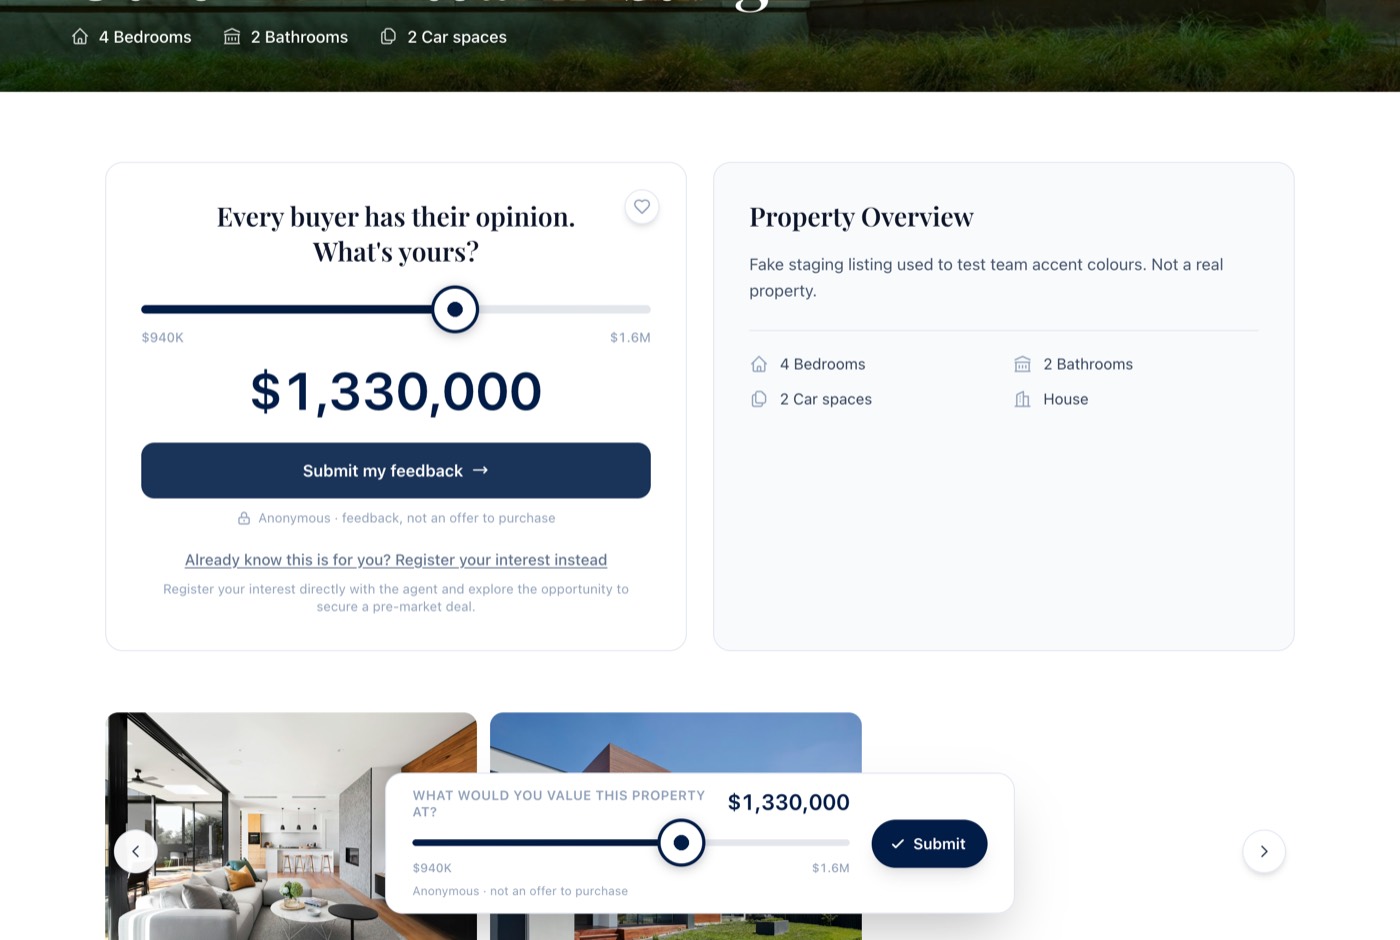 4 Bedrooms
2 Bathrooms
2 Car spaces
Every buyer has their opinion.
What's yours?
$940K
$1.6M
$1,330,000
Submit my feedback →
Anonymous · feedback, not an offer to purchase
Already know this is for you? Register your interest instead
Register your interest directly with the agent and explore the opportunity to
secure a pre-market deal.
Property Overview
Fake staging listing used to test team accent colours. Not a real
property.
4 Bedrooms
2 Bathrooms
2 Car spaces
House
WHAT WOULD YOU VALUE THIS PROPERTY
AT?
$1,330,000
$940K
$1.6M
Anonymous · not an offer to purchase
Submit